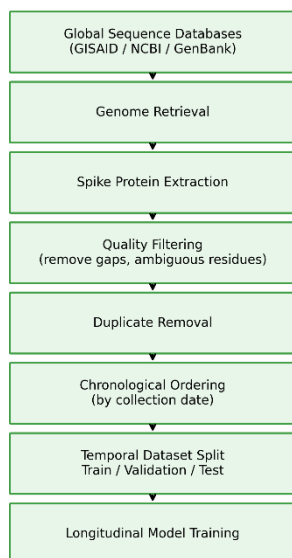 Global Sequence Databases
(GISAID / NCBI / GenBank)
Genome Retrieval
Spike Protein Extraction
Quality Filtering
(remove gaps, ambiguous residues)
Duplicate Removal
Chronological Ordering
(by collection date)
Temporal Dataset Split
Train / Validation / Test
Longitudinal Model Training